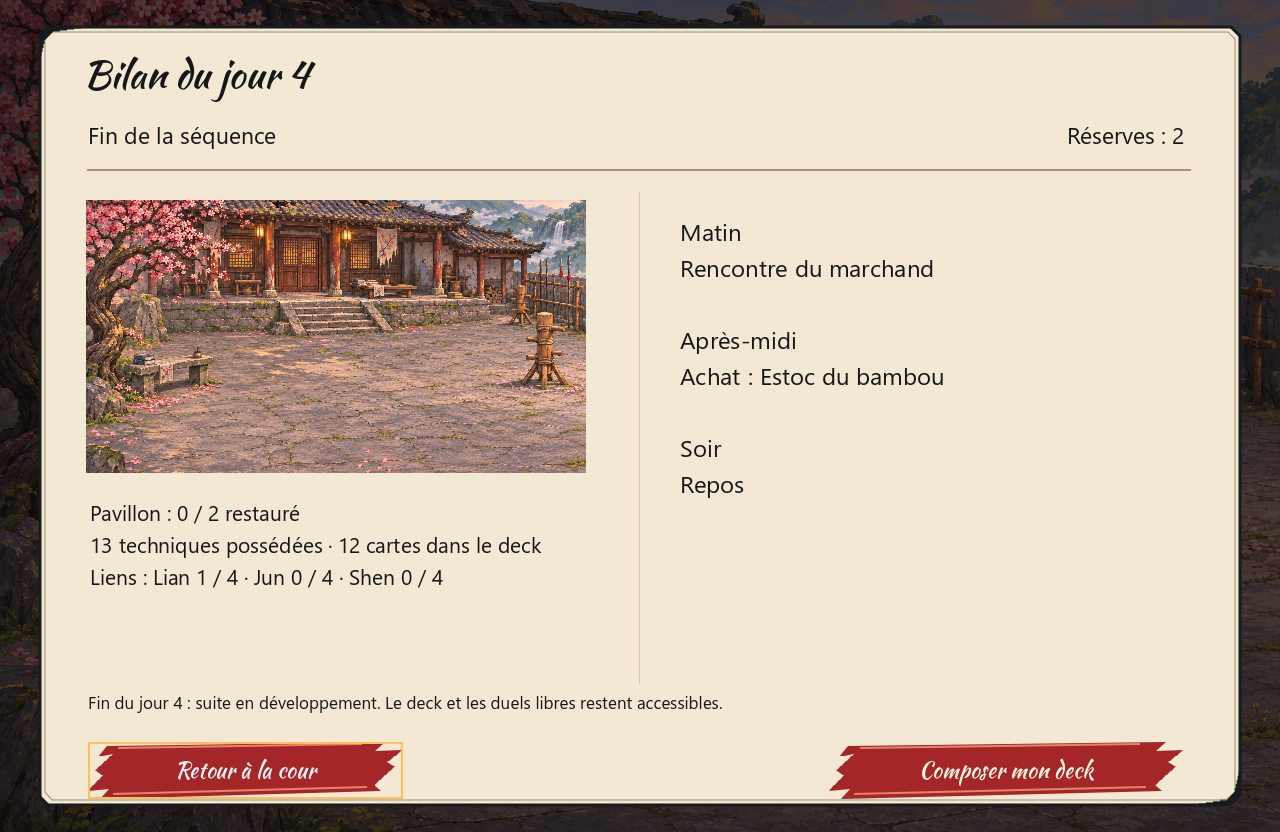 Bilan du jour 4
Fin de la séquence
Réserves : 2
Pavillon : 0 / 2 restauré
13 techniques possédées · 12 cartes dans le deck
Liens : Lian 1 / 4 · Jun 0 / 4 · Shen 0 / 4
Matin
Rencontre du marchand
Après-midi
Achat : Estoc du bambou
Soir
Repos
Fin du jour 4 : suite en développement. Le deck et les duels libres restent accessibles.
Retour à la cour
Composer mon deck